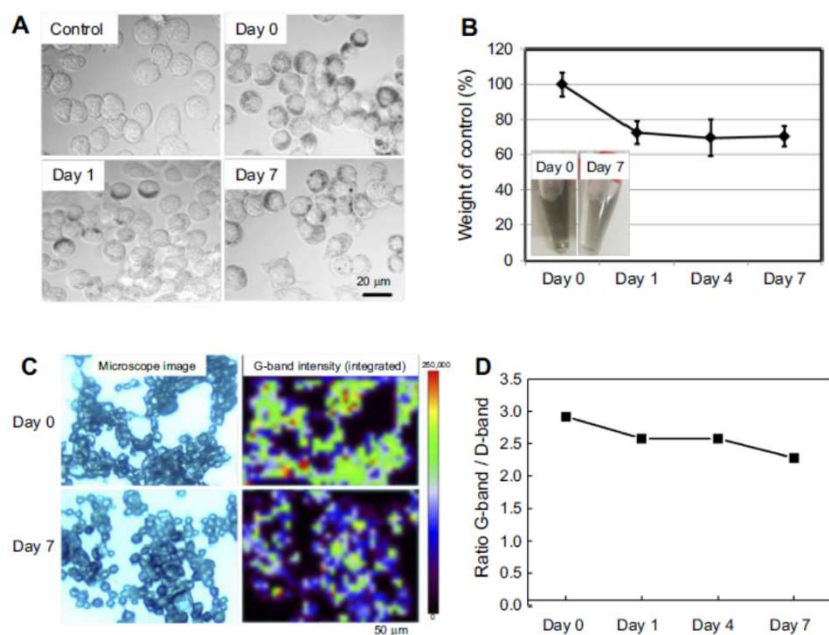 A
Control
Day 0
Day 1
Day 7
20 μm
B
Weight of control (%)
120
100
80
60
40
20
0
Day 0
Day 7
Day 0
Day 1
Day 4
Day 7
C
Microscope image
G-band intensity (integrated)
250,000
Day 0
Day 7
0
50 μm
D
Ratio G-band / D-band
3.5
3.0
2.5
2.0
1.5
1.0
0.5
0.0
Day 0
Day 1
Day 4
Day 7